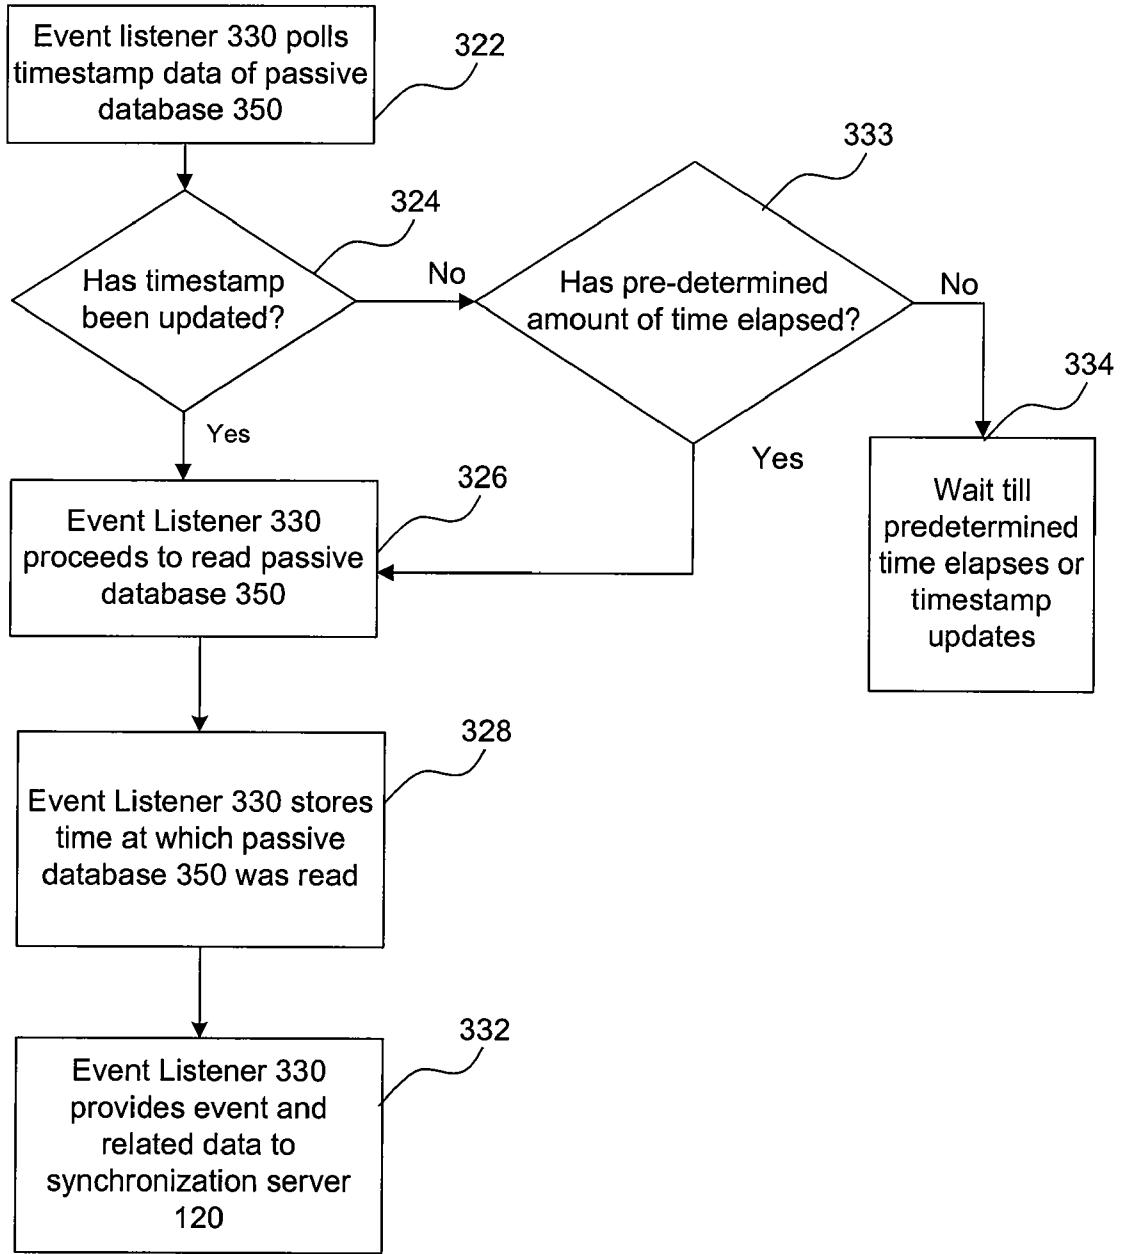 Event listener 330 polls
timestamp data of passive
database 350
322
333
324
Has timestamp
been updated?
No
Has pre-determined
amount of time elapsed?
No
334
Yes
Yes
326
Event Listener 330
proceeds to read passive
database 350
Wait till
predetermined
time elapses or
timestamp
updates
328
Event Listener 330 stores
time at which passive
database 350 was read
332
Event Listener 330
provides event and
related data to
synchronization server
120